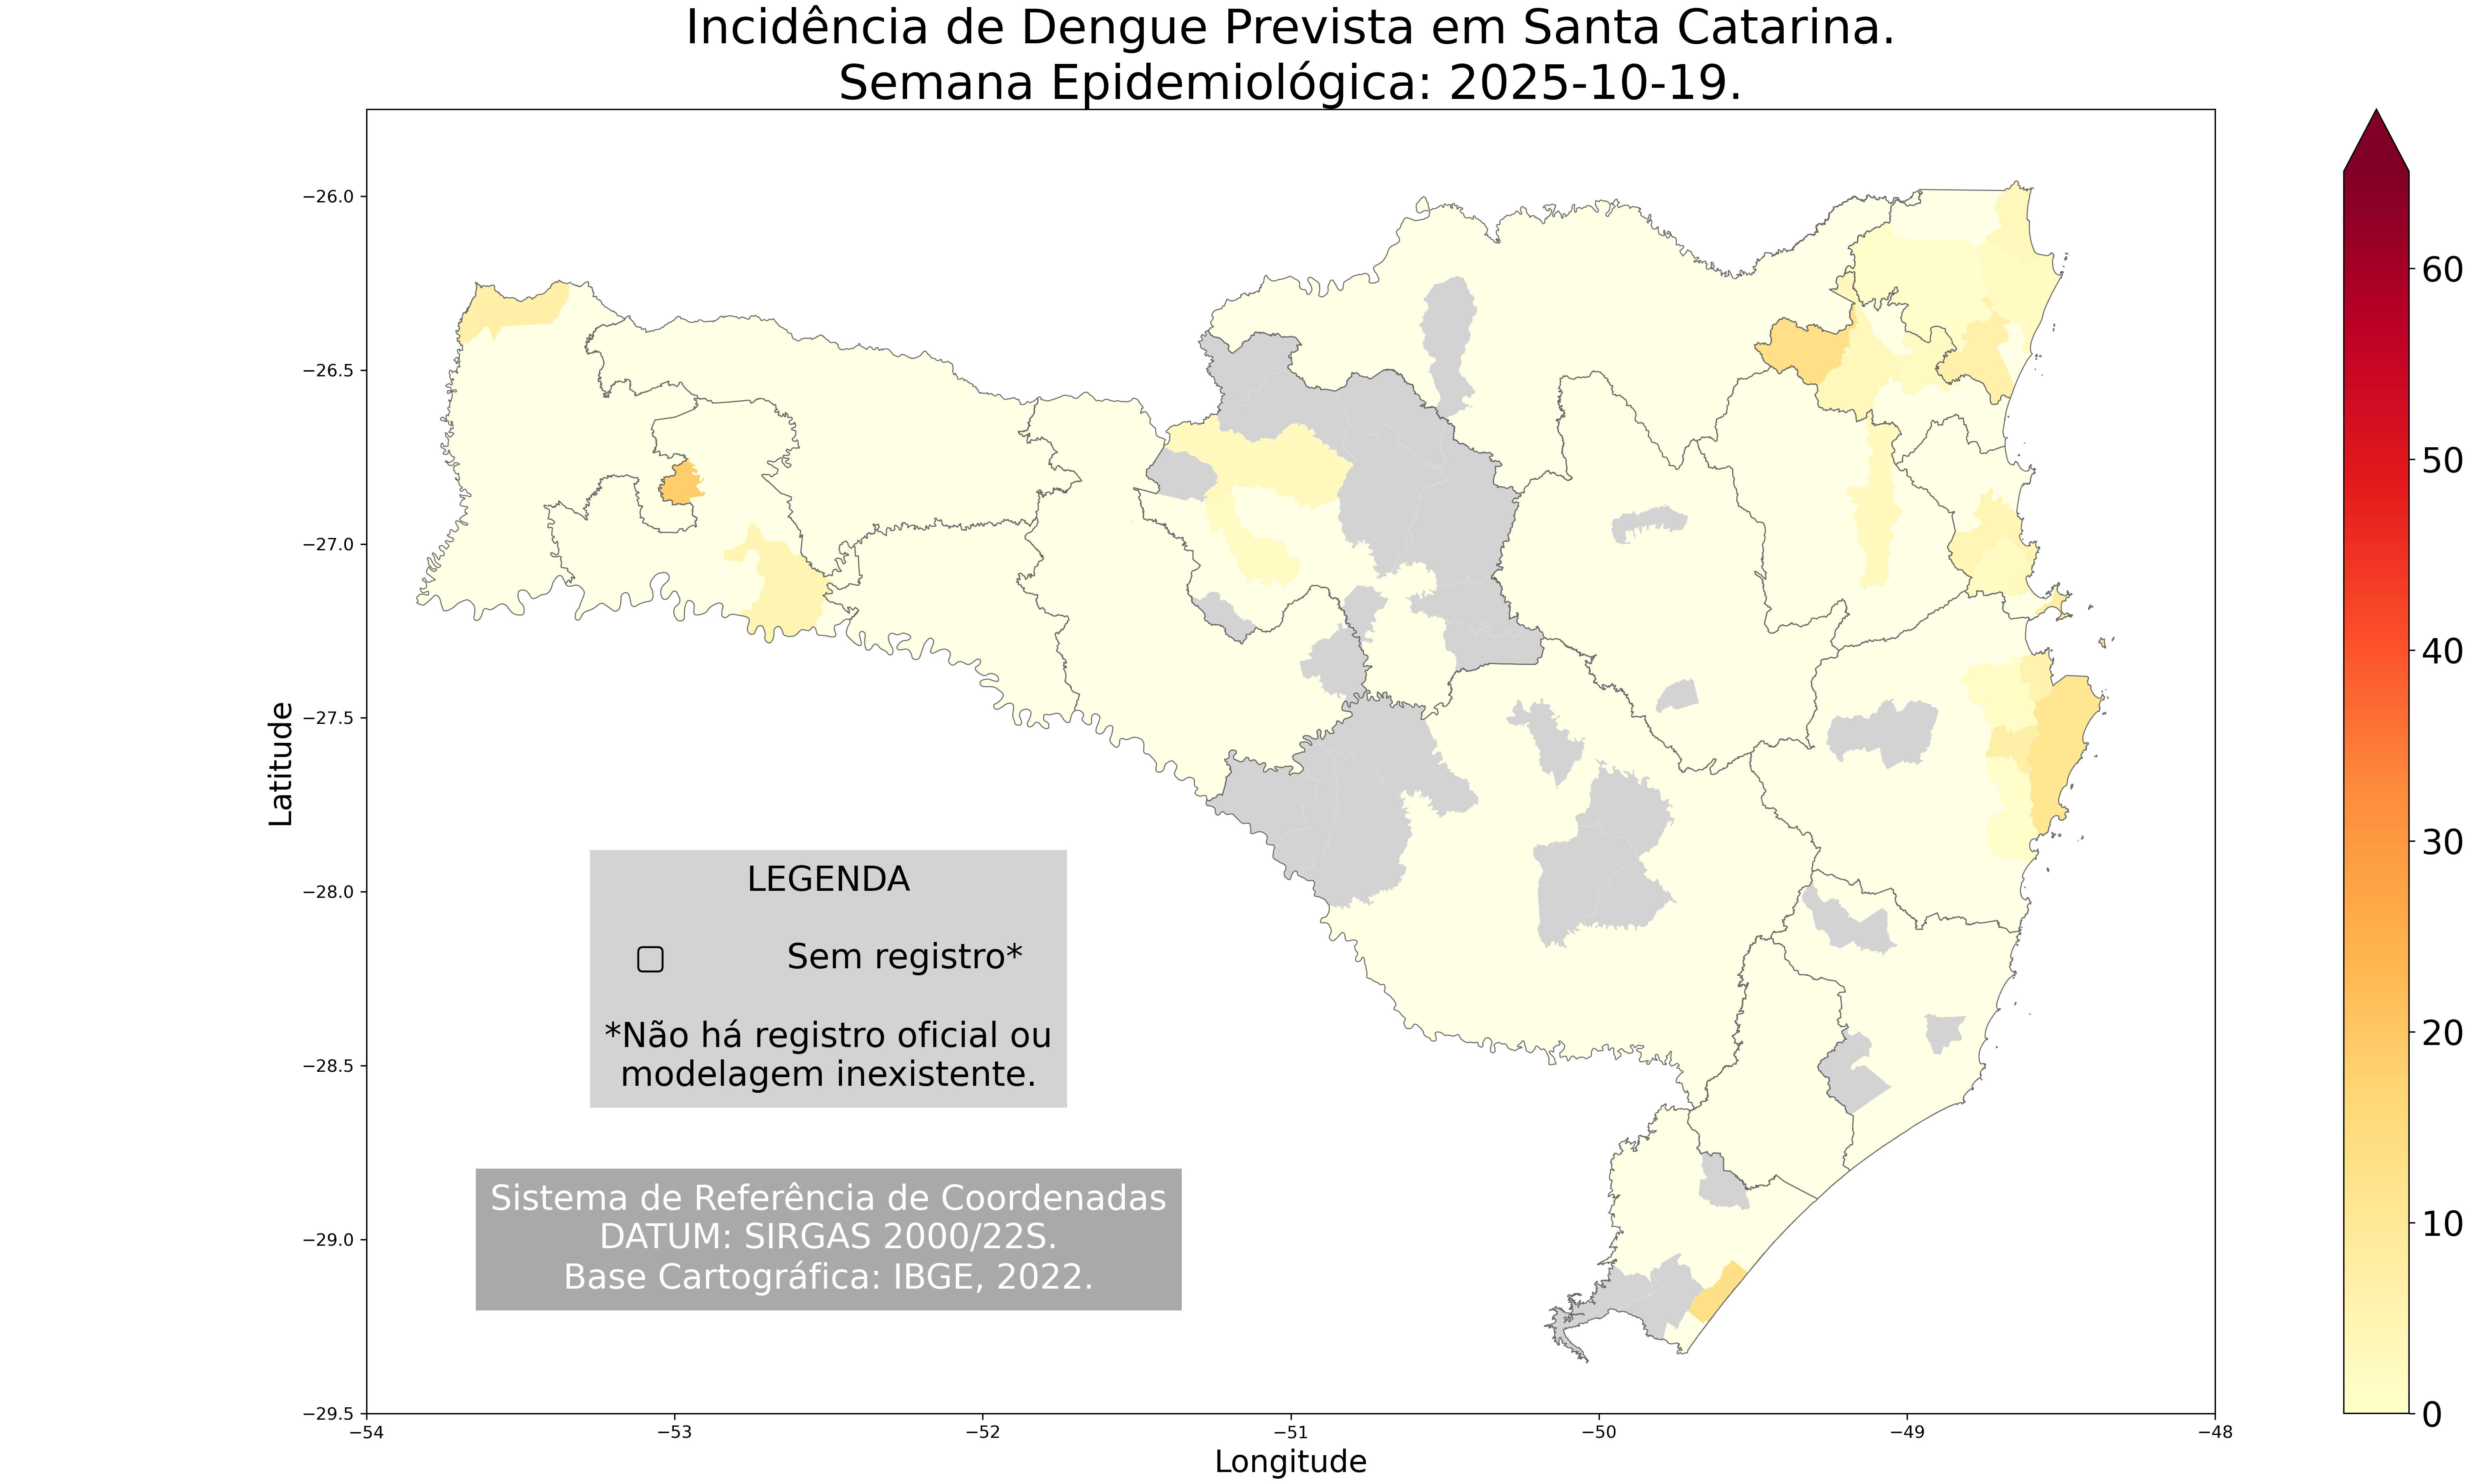 Incidência de Dengue Prevista em Santa Catarina.
Semana Epidemiológica: 2025-10-19.
−26.0
−26.5
−27.0
−27.5
−28.0
−28.5
−29.0
−29.5
Latitude
−54
−53
−52
−51
−50
−49
−48
Longitude
LEGENDA
Sem registro*
*Não há registro oficial ou
modelagem inexistente.
Sistema de Referência de Coordenadas
DATUM: SIRGAS 2000/22S.
Base Cartográfica: IBGE, 2022.
60
50
40
30
20
10
0